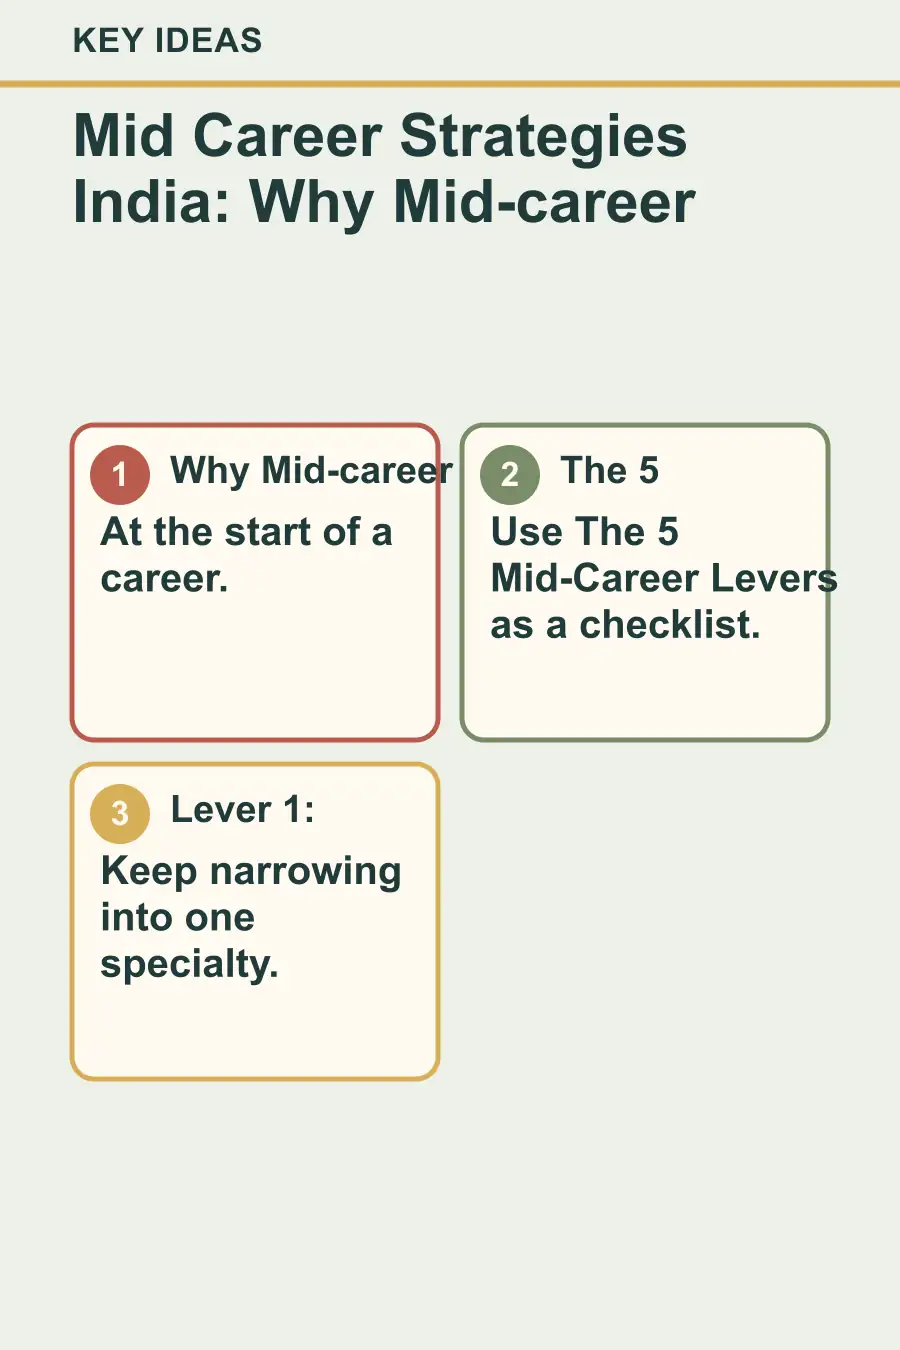 KEY IDEAS
Mid Career Strategies
India: Why Mid-career
1 Why Mid-career
At the start of a
career.
2 The 5
Use The 5
Mid-Career Levers
as a checklist.
3 Lever 1:
Keep narrowing
into one
specialty.